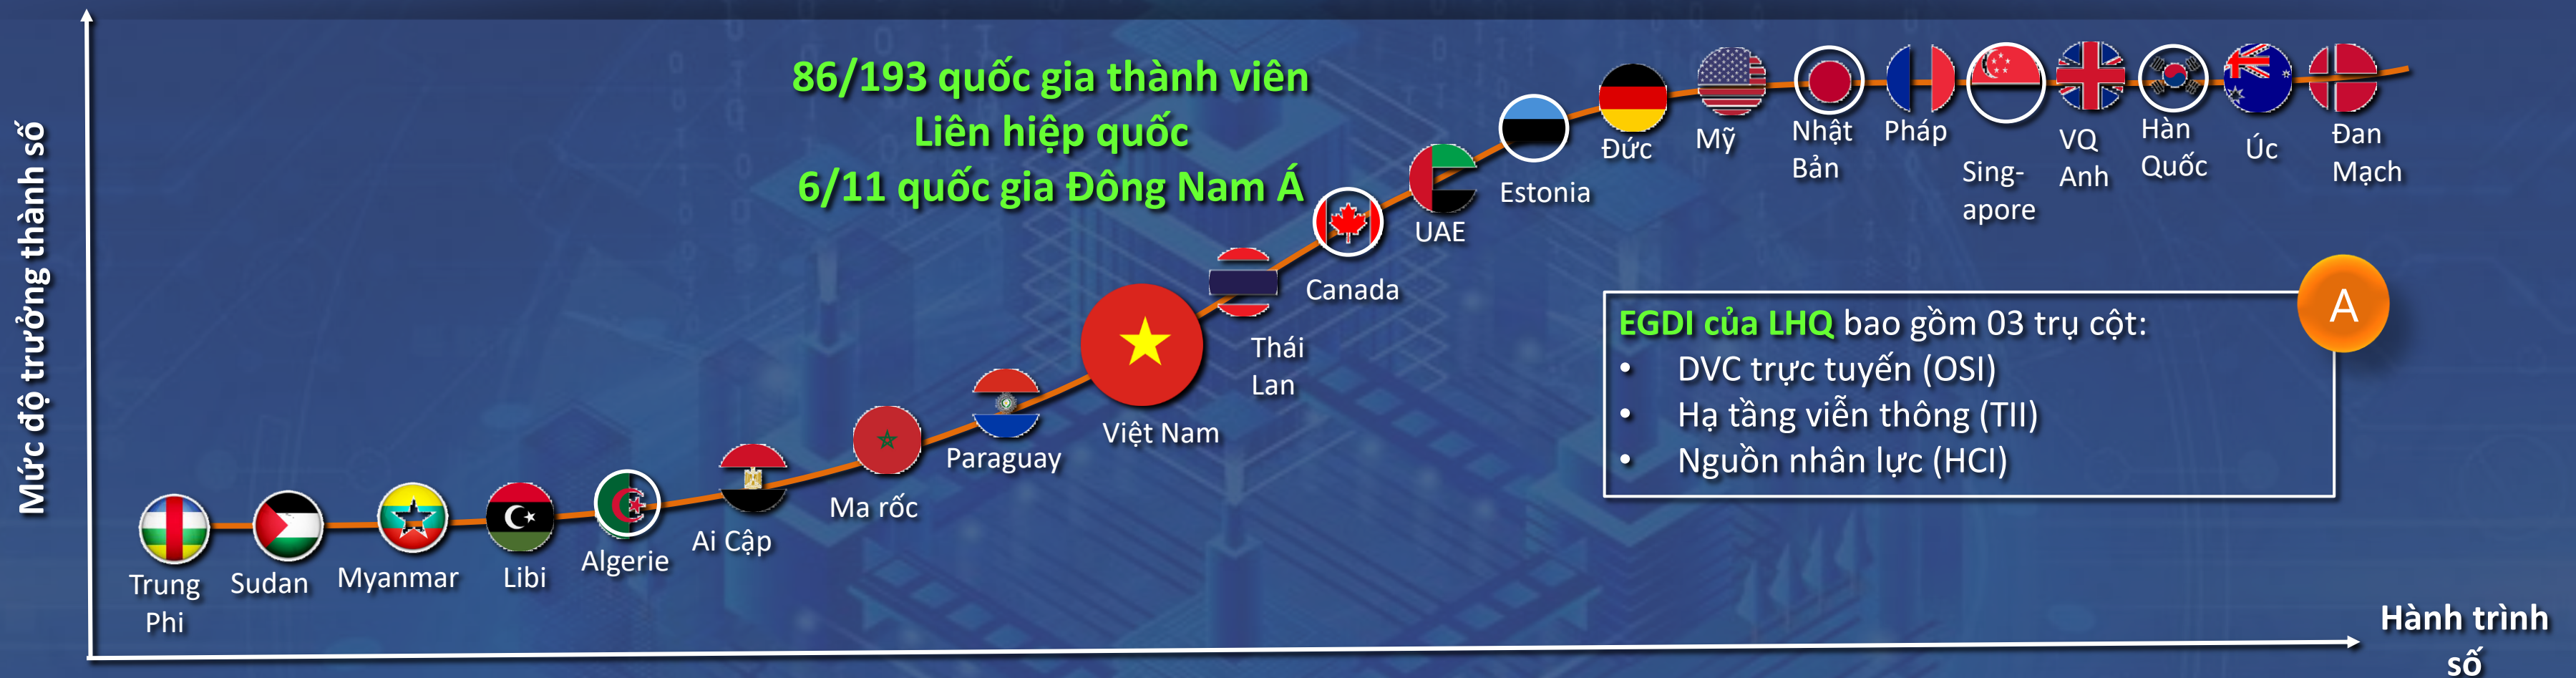 Mức độ trưởng thành số
86/193 quốc gia thành viên
Liên hiệp quốc
6/11 quốc gia Đông Nam Á
Trung
Phi
Sudan
Myanmar
Libi
Algerie
Ai Cập
Ma rốc
Paraguay
Việt Nam
Thái
Lan
Canada
UAE
Estonia
Đức
Mỹ
Nhật
Bản
Pháp
Sing-
apore
VQ
Anh
Hàn
Quốc
Úc
Đan
Mạch
A
EGDI của LHQ bao gồm 03 trụ cột:
• DVC trực tuyến (OSI)
• Hạ tầng viễn thông (TII)
• Nguồn nhân lực (HCI)
Hành trình
số